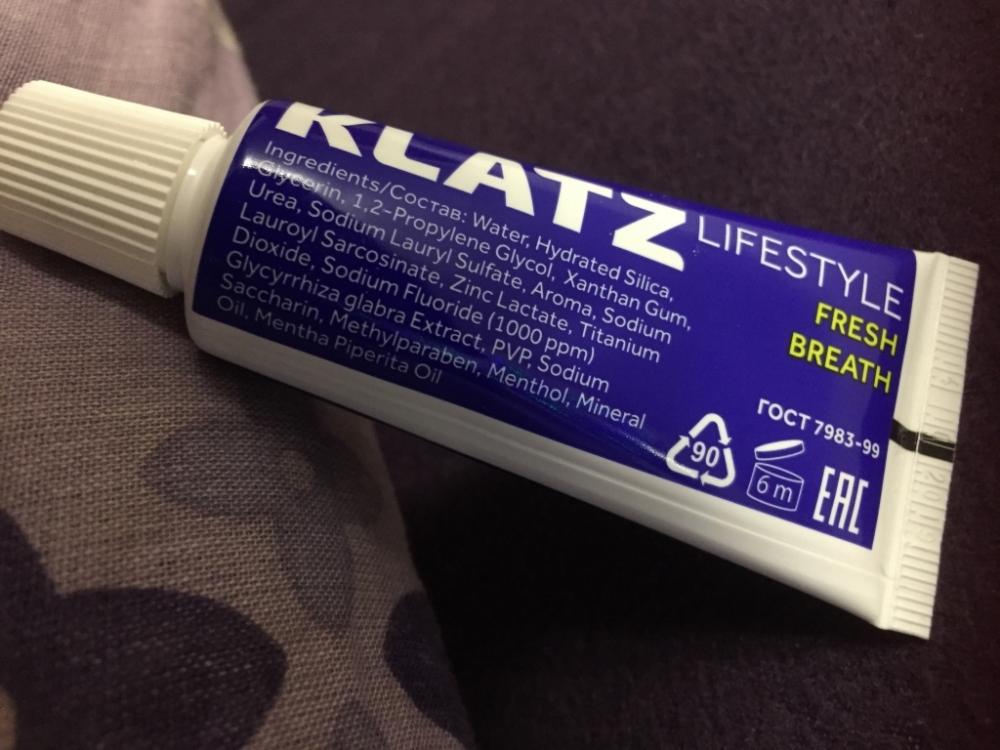 KLATZ
LIFESTYLE
FRESH
BREATH
Ingredients/Состав: Water, Hydrated Silica,
Glycerin, 1,2-Propylene Glycol, Xanthan Gum,
Urea, Sodium Lauryl Sulfate, Aroma, Sodium
Lauroyl Sarcosinate, Zinc Lactate, Titanium
Dioxide, Sodium Fluoride (1000 ppm)
Glycyrrhiza glabra Extract, PVP, Sodium
Saccharin, Methylparaben, Menthol, Mineral
Oil, Mentha Piperita Oil
ГОСТ 7983-99
90
6 m
EAC